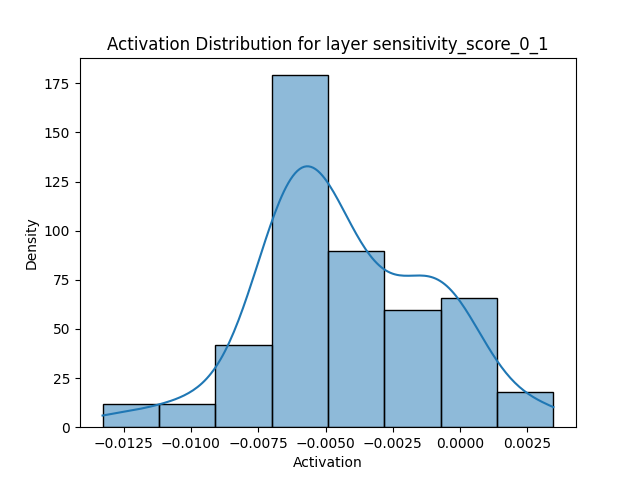 Activation Distribution for layer sensitivity_score_0_1
175
150
125
100
75
50
25
0
Density
−0.0125 −0.0100 −0.0075 −0.0050 −0.0025 0.0000 0.0025
Activation